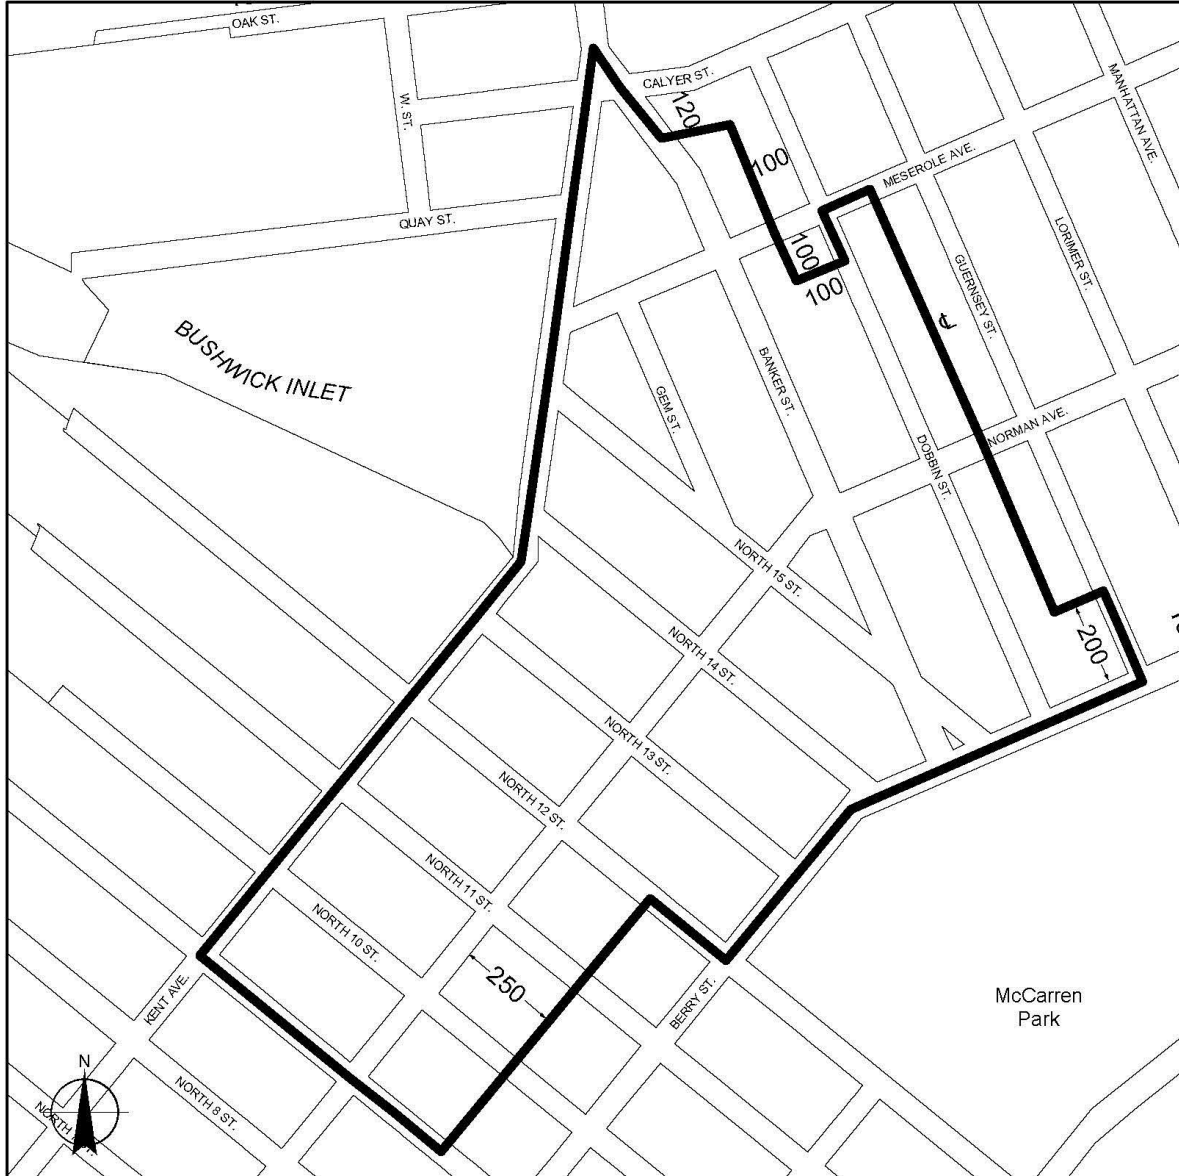 OAK ST.
CALYER ST.
MANHATTAN AVE.
W. ST.
120
100
MESEROLE AVE.
QUAY ST.
LORIMER ST.
100
100
GUERNSEY ST.
℄
BUSHWICK INLET
BANKER ST.
GEM ST.
NORMAN AVE.
DOBBIN ST.
NORTH 15 ST.
200
NORTH 14 ST.
NORTH 13 ST.
NORTH 12 ST.
NORTH 11 ST.
NORTH 10 ST.
250
KENT AVE.
BERRY ST.
McCarren
Park
N
NORTH 8 ST.
NORTH